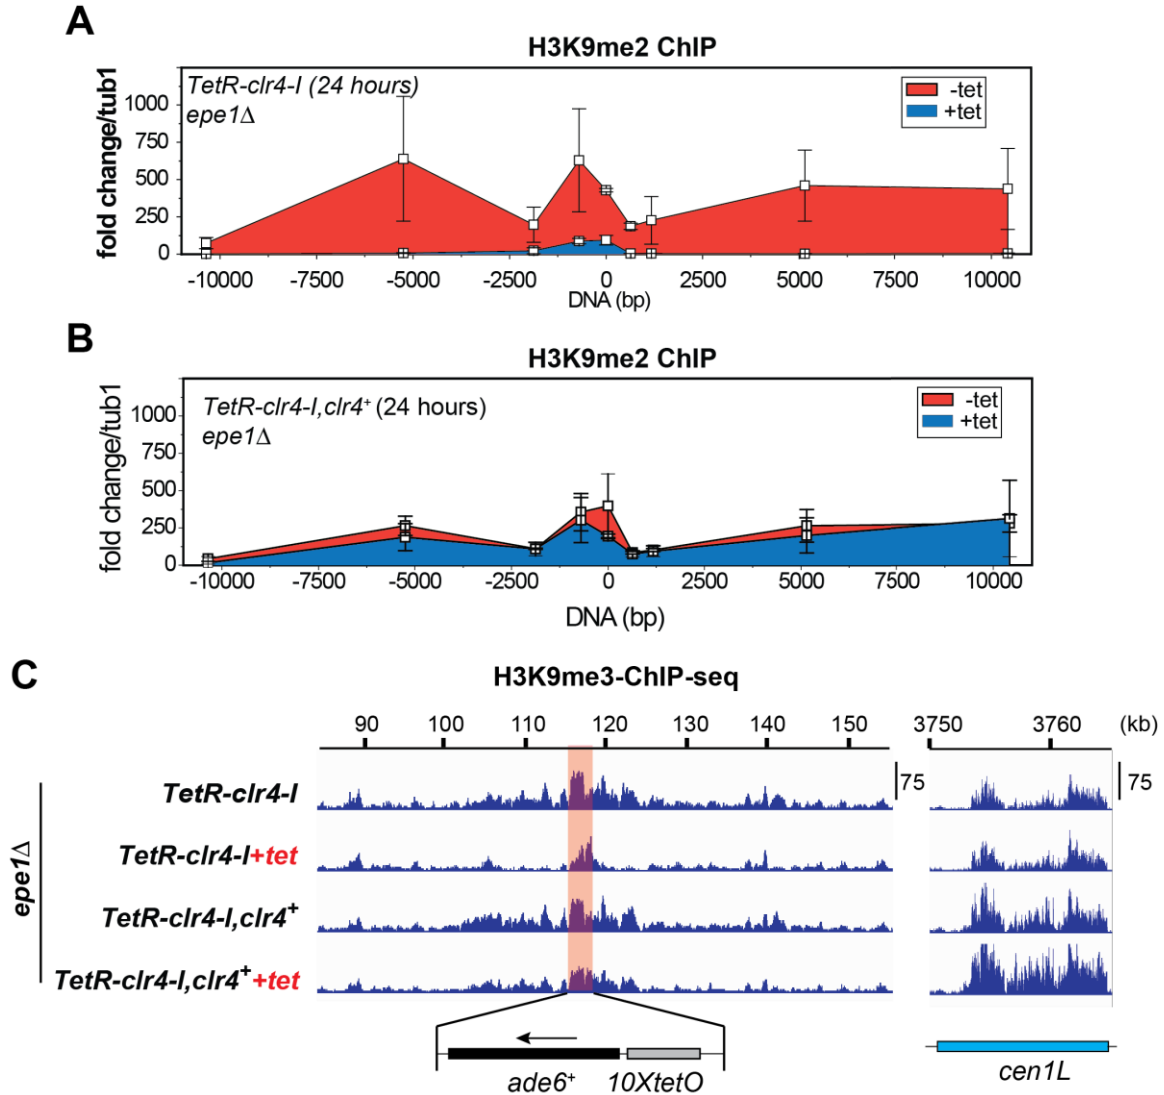 A
H3K9me2 ChIP
TetR-clr4-I (24 hours)
epe1Δ
-tet
+tet
fold change/tub1
1000
750
500
250
0
-10000 -7500 -5000 -2500 0 2500 5000 7500 10000
DNA (bp)
B
H3K9me2 ChIP
TetR-clr4-I,clr4⁺ (24 hours)
epe1Δ
-tet
+tet
fold change/tub1
1000
750
500
250
0
-10000 -7500 -5000 -2500 0 2500 5000 7500 10000
DNA (bp)
C
H3K9me3-ChIP-seq
90 100 110 120 130 140 150 3750 3760 (kb)
75 75
epe1Δ
TetR-clr4-I
TetR-clr4-I+tet
TetR-clr4-I,clr4⁺
TetR-clr4-I,clr4⁺+tet
ade6⁺ 10XtetO
cen1L